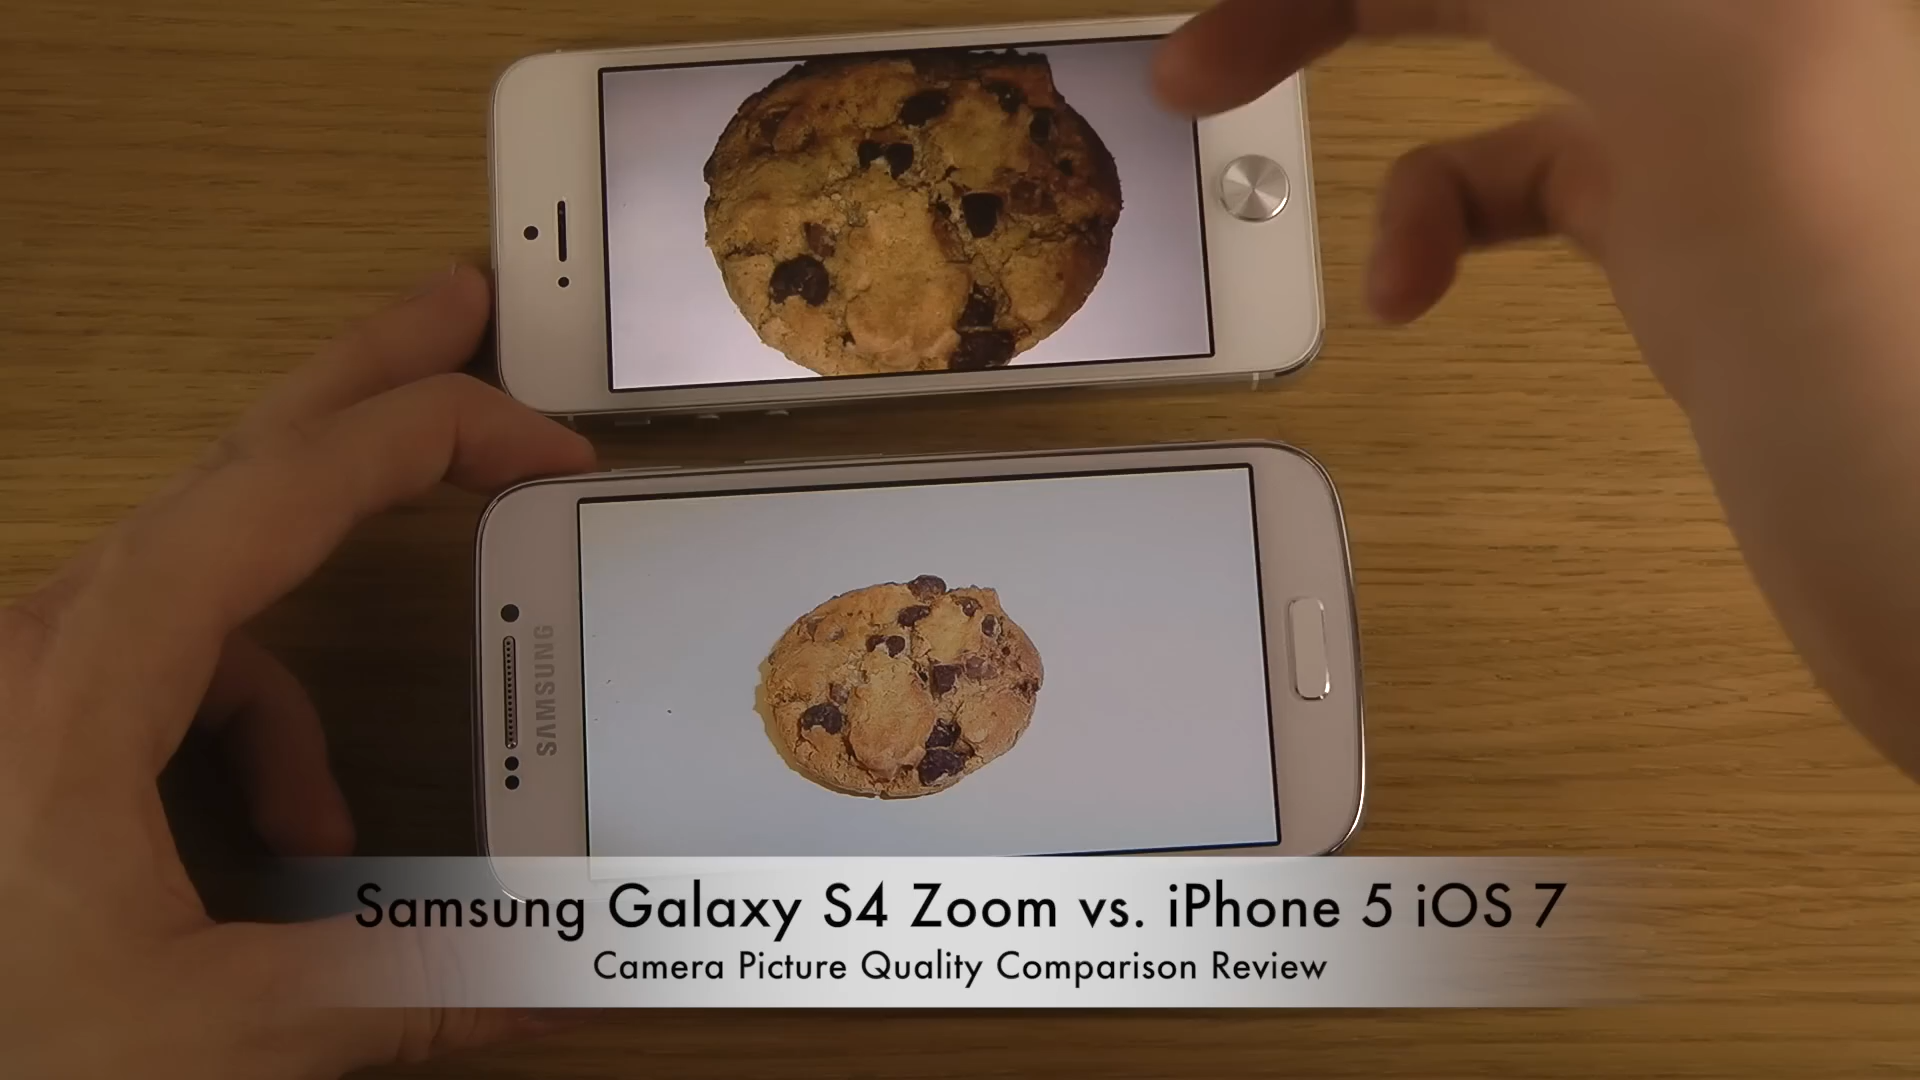 SAMSUNG
Samsung Galaxy S4 Zoom vs. iPhone 5 iOS 7
Camera Picture Quality Comparison Review